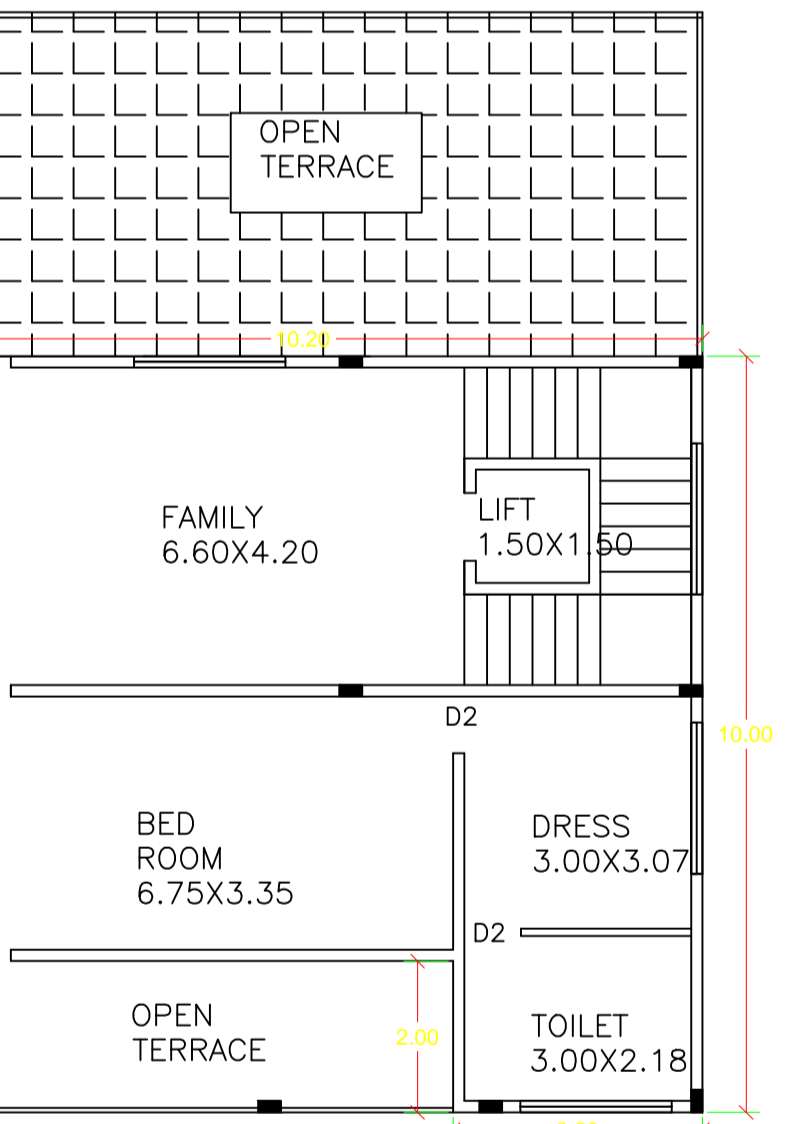 OPEN
TERRACE
10.20
FAMILY
6.60X4.20
LIFT
1.50X1.50
D2
10.00
BED
ROOM
6.75X3.35
DRESS
3.00X3.07
D2
OPEN
TERRACE
2.00
TOILET
3.00X2.18